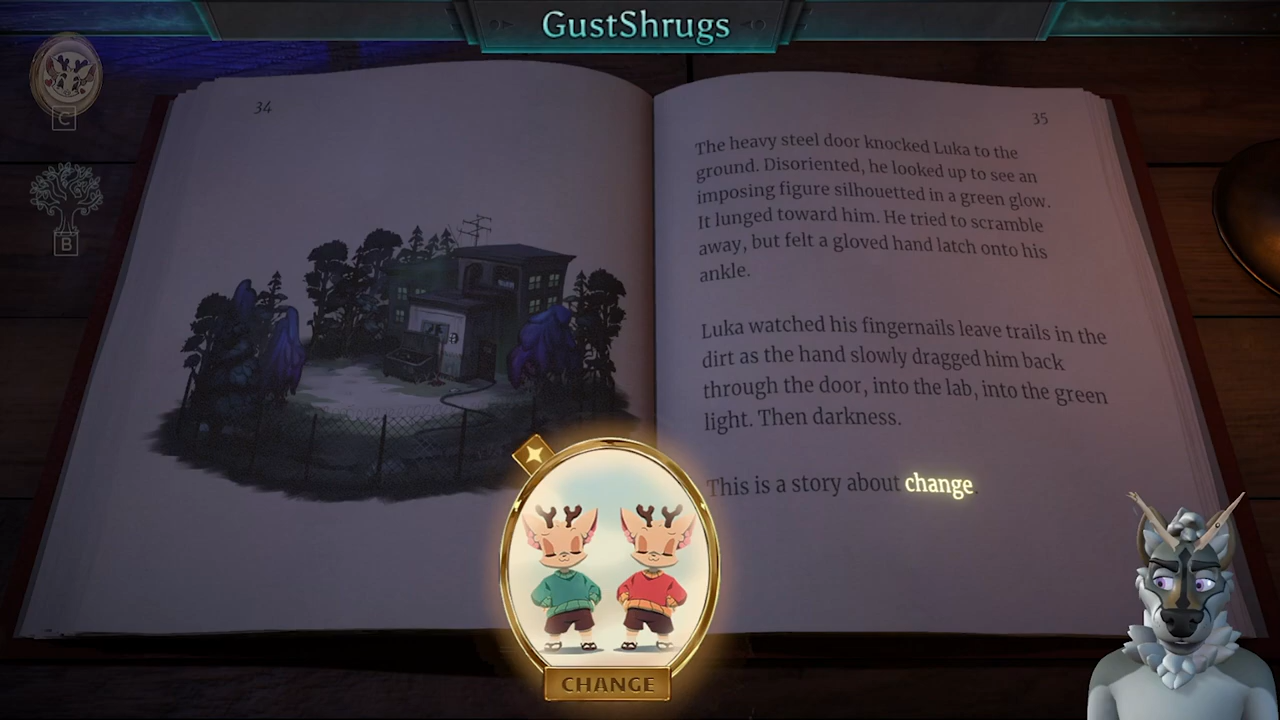 GustShrugs
C
B
34
35
The heavy steel door knocked Luka to the
ground. Disoriented, he looked up to see an
imposing figure silhouetted in a green glow.
It lunged toward him. He tried to scramble
away, but felt a gloved hand latch onto his
ankle.
Luka watched his fingernails leave trails in the
dirt as the hand slowly dragged him back
through the door, into the lab, into the green
light. Then darkness.
This is a story about change.
CHANGE